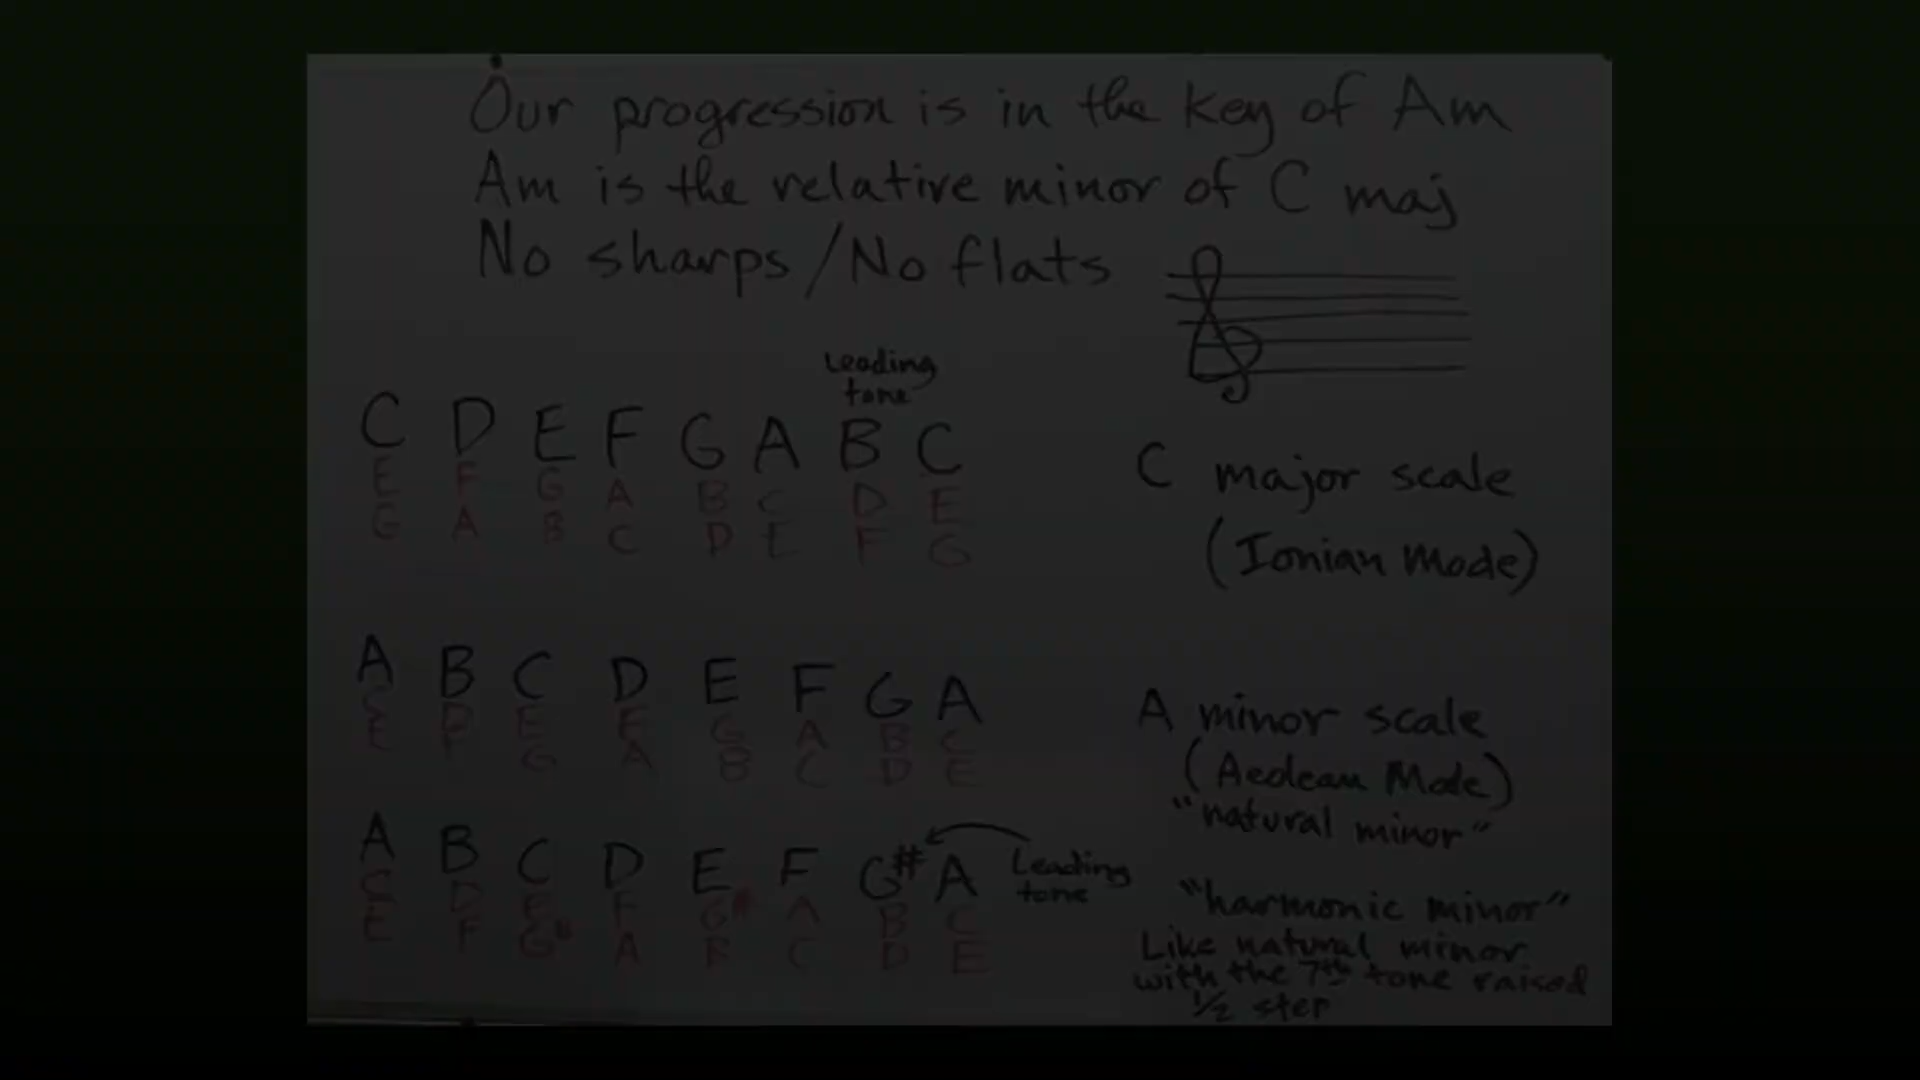 Our progression is in the key of Am
Am is the relative minor of C maj
No sharps / No flats
Leading
tone
C D E F G A B C
E F G A B C D E
G A B C D E F G
C major scale
(Ionian Mode)
A B C D E F G A
C D E F G B A B C
E F G A B C D E
A minor scale
(Aeolean Mode)
"natural minor"
A B C D E F G# A
C D E F G# A B C
E F G# A B C D E
Leading
tone
"harmonic minor"
Like natural minor
with the 7th tone raised
1/2 step